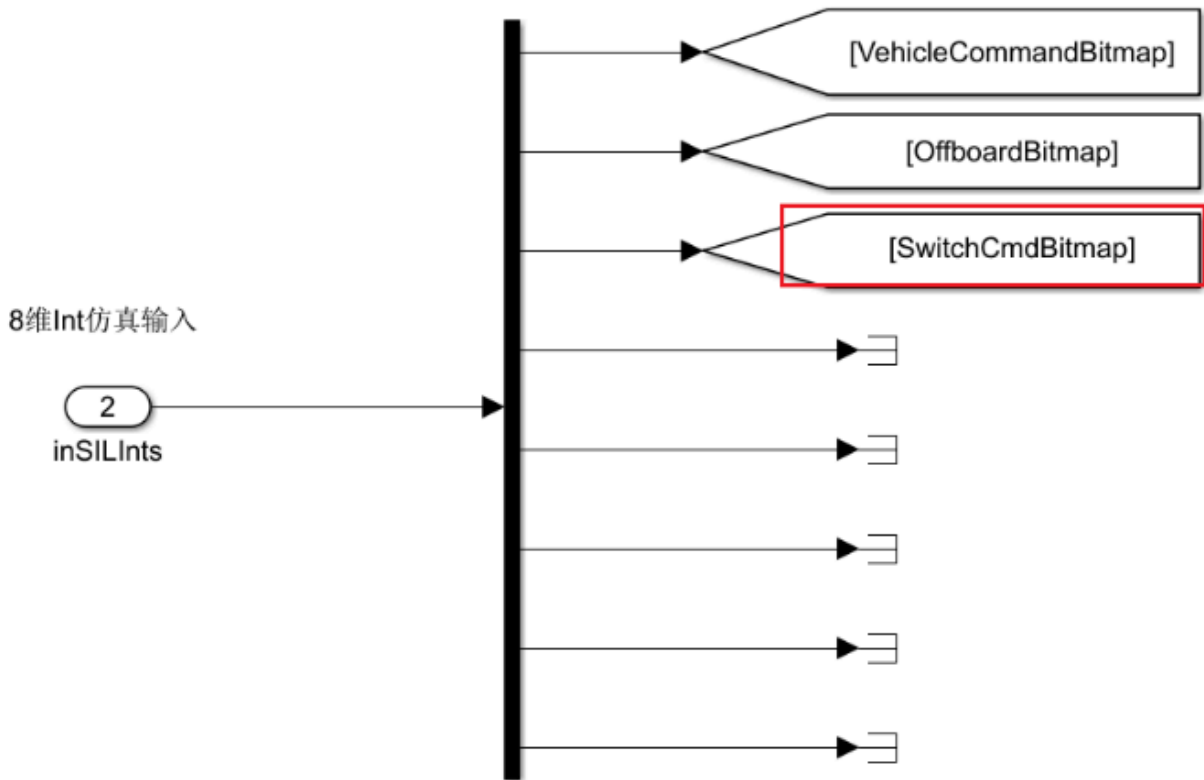 [VehicleCommandBitmap]
[OffboardBitmap]
[SwitchCmdBitmap]
8维Int仿真输入
2
inSILInts